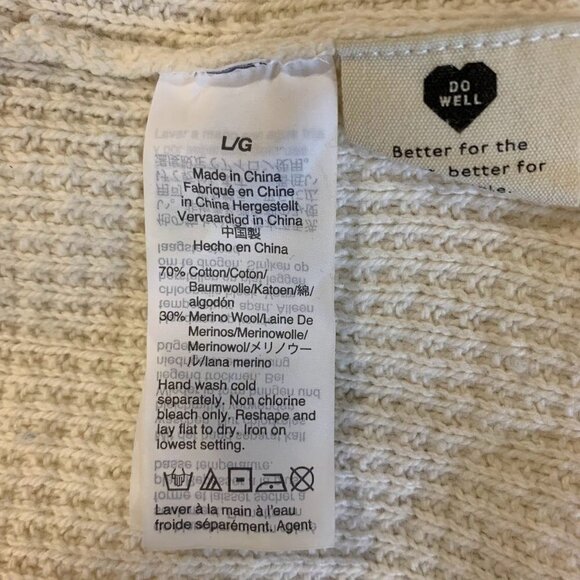 L/G
Made in China
Fabriqué en Chine
in China Hergestellt
Vervaardigd in China
中国製
Hecho en China
70% Cotton/Coton/
Baumwolle/Katoen/綿/
algodón
30% Merino Wool/Laine De
Merinos/Merinowolle/
Merinowol/メリノウー
ル/lana merino
Hand wash cold
separately. Non chlorine
bleach only. Reshape and
lay flat to dry. Iron on
lowest setting.
Laver à la main à l'eau
froide séparément. Agent
DO
WELL
Better for the
better for